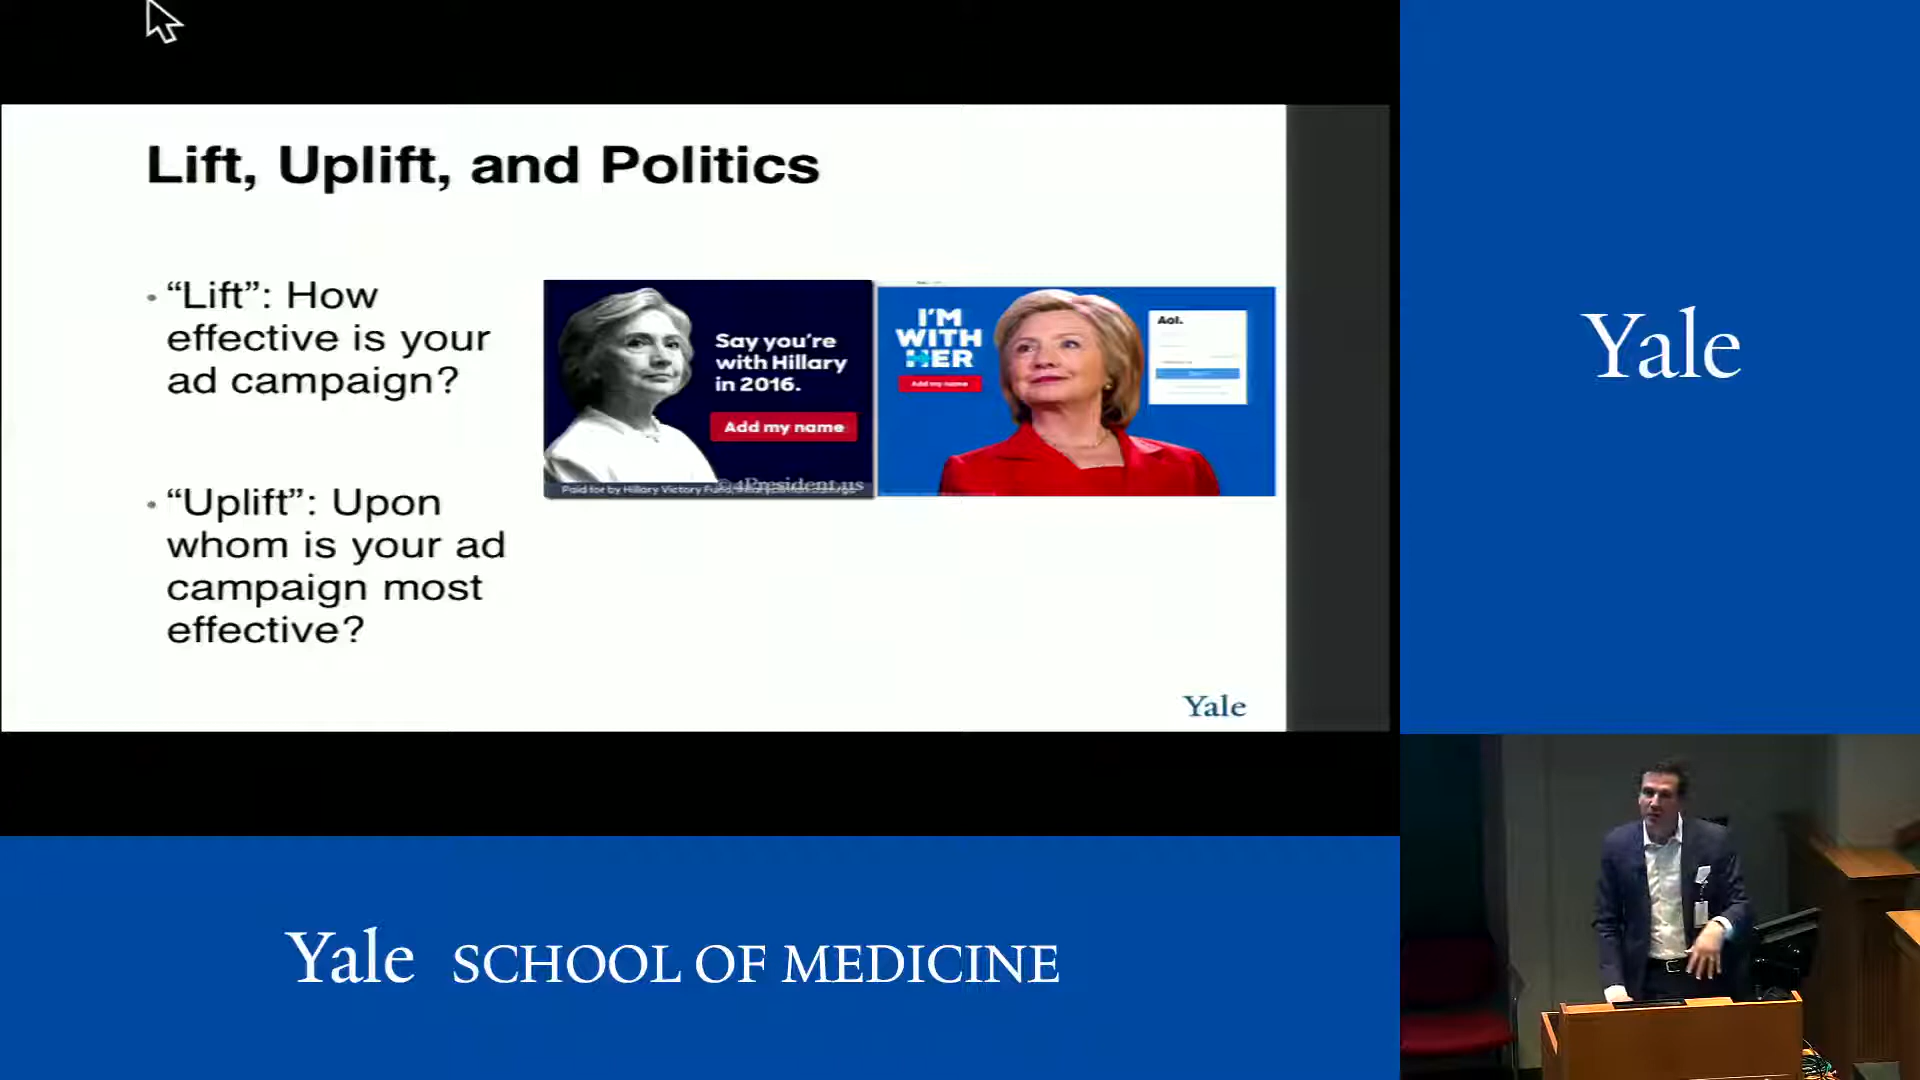 Lift, Uplift, and Politics
• “Lift”: How
effective is your
ad campaign?
• “Uplift”: Upon
whom is your ad
campaign most
effective?
Say you’re
with Hillary
in 2016.
Add my name
Paid for by Hillary Victory Fund,
©4President.us
I’M
WITH
HER
Add my name
Aol.
Yale
Yale
Yale SCHOOL OF MEDICINE